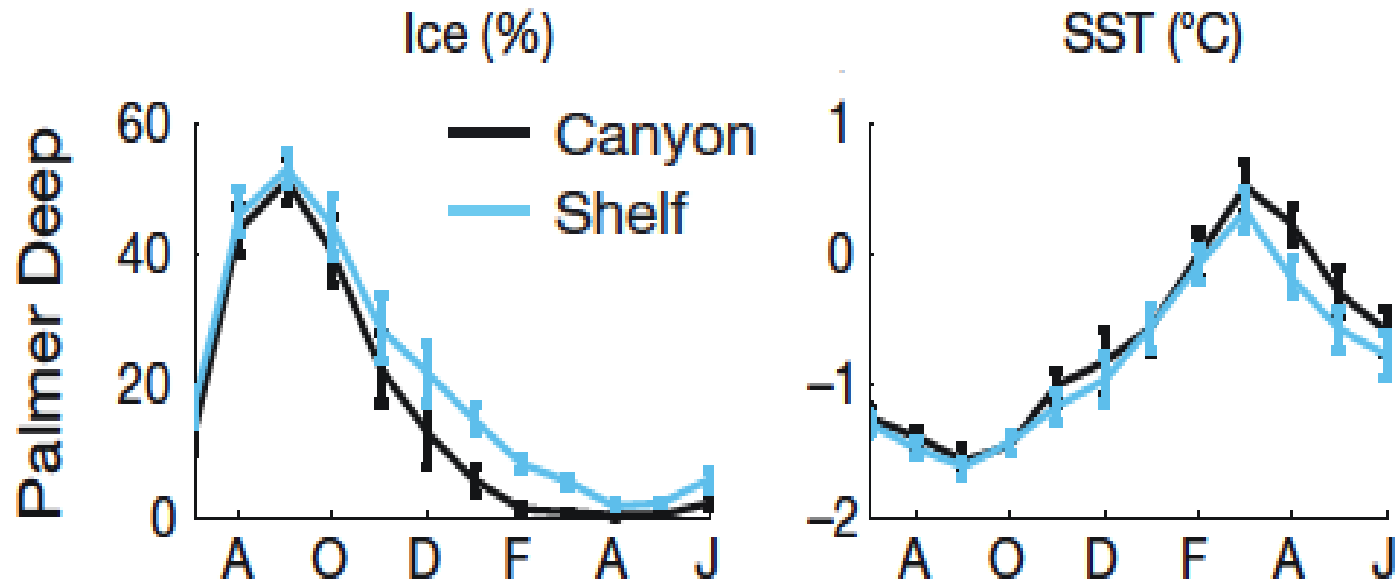 Ice (%)
SST (°C)
Palmer Deep
60
40
20
0
Canyon
Shelf
A O D F A J
1
0
−1
−2
A O D F A J